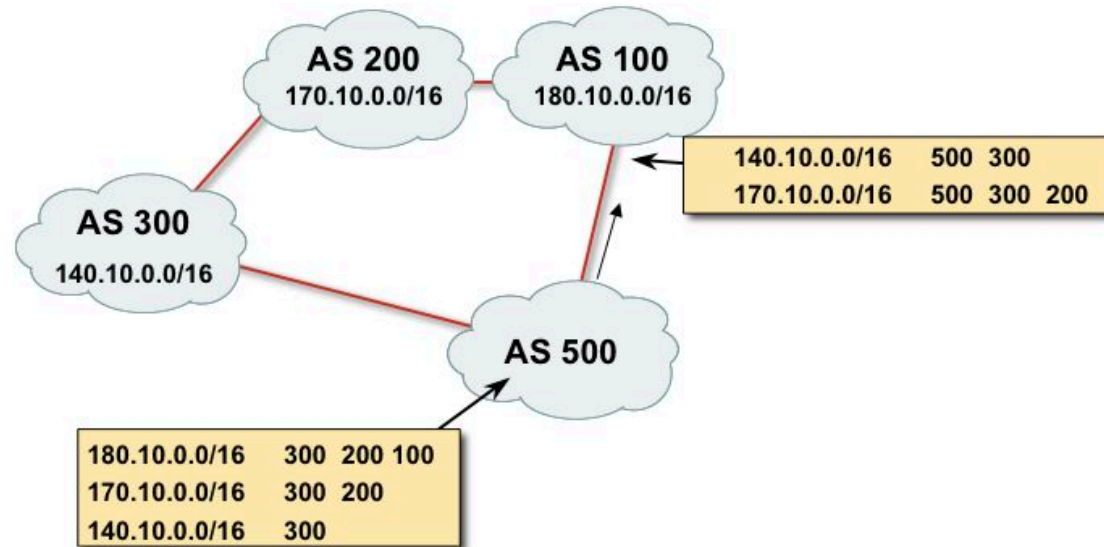 AS 200
170.10.0.0/16
AS 100
180.10.0.0/16
140.10.0.0/16 500 300
170.10.0.0/16 500 300 200
AS 300
140.10.0.0/16
AS 500
180.10.0.0/16 300 200 100
170.10.0.0/16 300 200
140.10.0.0/16 300